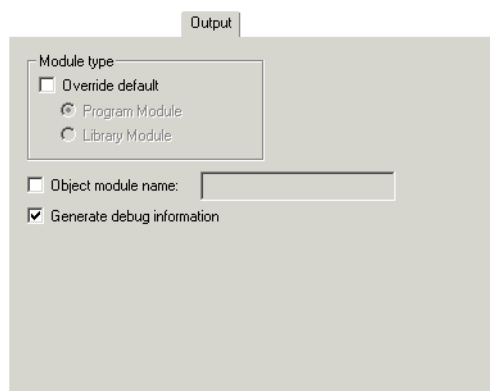 Output
Module type
Override default
Program Module
Library Module
Object module name:
Generate debug information